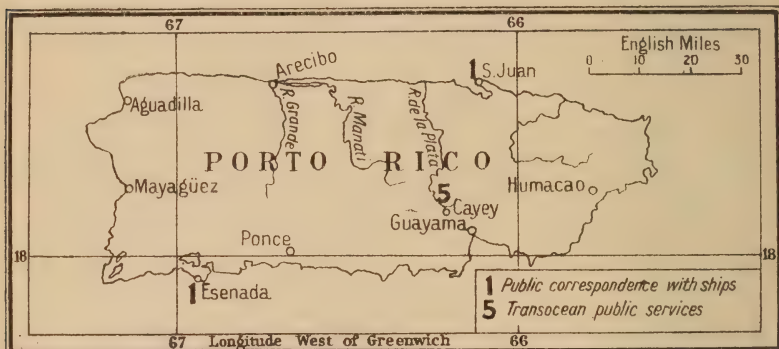 67
66
English Miles
0 10 20 30
Arecibo
1 S. Juan
Aguadilla
R. Grande
R. Manati
R. de la Plata
PORTO RICO
Mayagüez
Humacao
5
Cayey
Guayama
Ponce
18
18
1 Esenada
1 Public correspondence with ships
5 Transocean public services
67
Longitude West of Greenwich
66